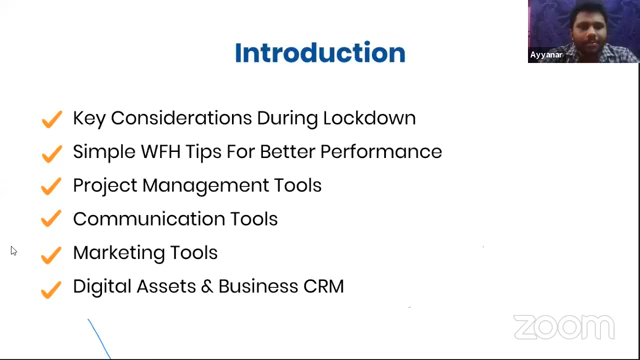 Introduction
Ayyanar
Key Considerations During Lockdown
Simple WFH Tips For Better Performance
Project Management Tools
Communication Tools
Marketing Tools
Digital Assets & Business CRM
zoom